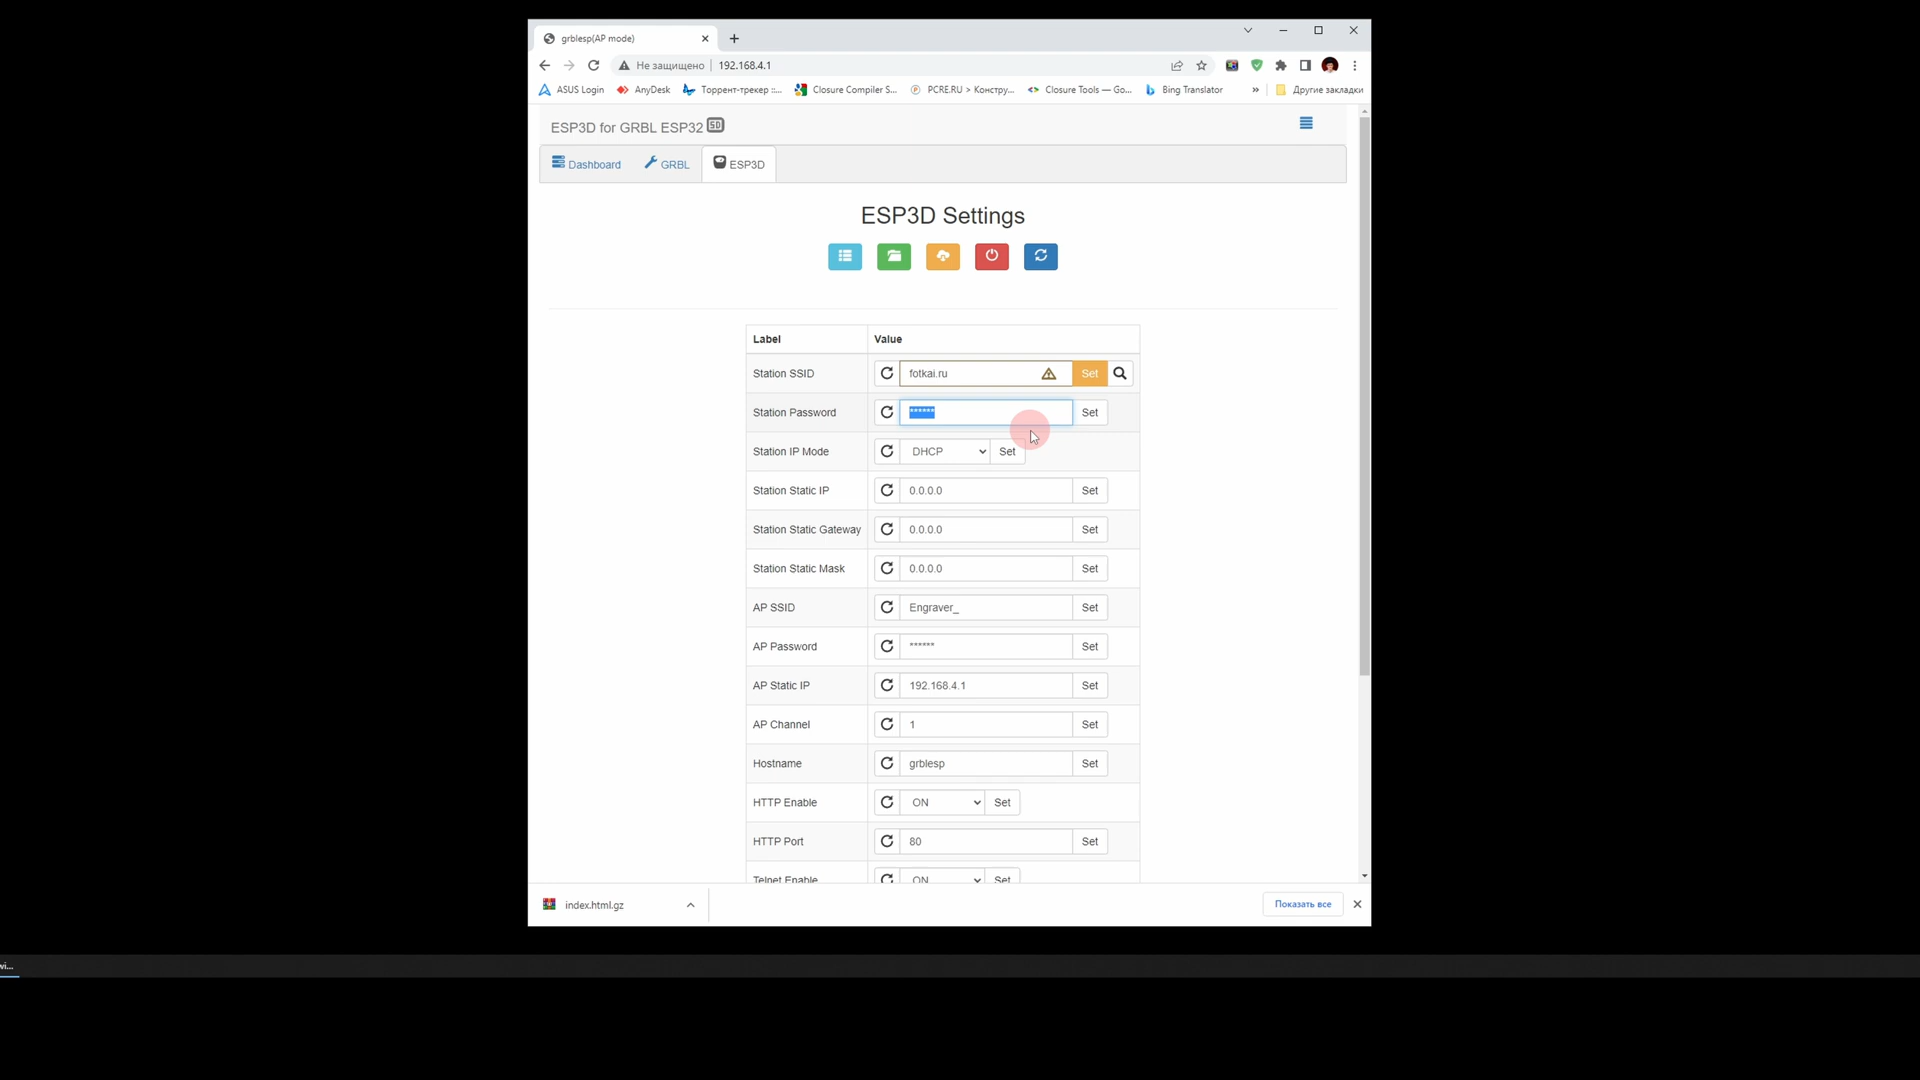 grblesp(AP mode)
Не защищено 192.168.4.1
ASUS Login AnyDesk Торрент-трекер ::... Closure Compiler S... PCRE.RU > Констру... Closure Tools — Go... Bing Translator » Другие закладки
ESP3D for GRBL ESP32 SD
Dashboard GRBL ESP3D
ESP3D Settings
Label Value
Station SSID fotkai.ru Set
Station Password ****** Set
Station IP Mode DHCP Set
Station Static IP 0.0.0.0 Set
Station Static Gateway 0.0.0.0 Set
Station Static Mask 0.0.0.0 Set
AP SSID Engraver_ Set
AP Password ****** Set
AP Static IP 192.168.4.1 Set
AP Channel 1 Set
Hostname grblesp Set
HTTP Enable ON Set
HTTP Port 80 Set
Telnet Enable ON Set
index.html.gz Показать все
wi...